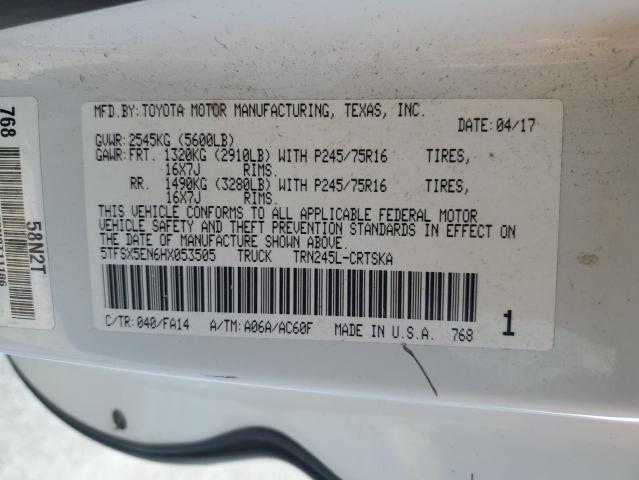 MFD.BY:TOYOTA MOTOR MANUFACTURING, TEXAS, INC.
DATE:04/17
GVWR:2545KG (5600LB)
GAWR:FRT. 1320KG (2910LB) WITH P245/75R16 TIRES,
16X7J RIMS.
RR. 1490KG (3280LB) WITH P245/75R16 TIRES,
16X7J RIMS.
THIS VEHICLE CONFORMS TO ALL APPLICABLE FEDERAL MOTOR
VEHICLE SAFETY AND THEFT PREVENTION STANDARDS IN EFFECT ON
THE DATE OF MANUFACTURE SHOWN ABOVE.
5TFSX5EN6HX053505 TRUCK TRN245L-CRTSKA
C/TR:040/FA14 A/TM:A06A/AC60F MADE IN U.S.A. 768
1
768
58N2T